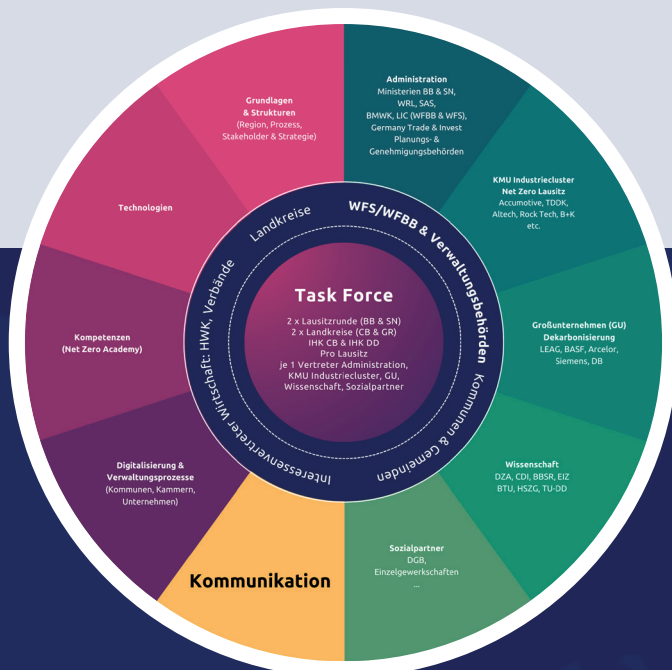 Grundlagen
& Strukturen
(Region, Prozess,
Stakeholder & Strategie)
Administration
Ministerien BB & SN,
WRL, SAS,
BMWK, LIC (WFBB & WFS),
Germany Trade & Invest
Planungs- &
Genehmigungsbehörden
KMU Industriecluster
Net Zero Lausitz
Accumotive, TDDK,
Altech, Rock Tech, B+K
etc.
Großunternehmen (GU)
Dekarbonisierung
LEAG, BASF, Arcelor,
Siemens, DB
Wissenschaft
DZA, CDI, BBSR, EIZ
BTU, HSZG, TU-DD
Sozialpartner
DGB,
Einzelgewerkschaften
...
Kommunikation
Digitalisierung &
Verwaltungsprozesse
(Kommunen, Kammern,
Unternehmen)
Kompetenzen
(Net Zero Academy)
Technologien
Landkreise
WFS/WFBB & Verwaltungsbehörden
Kommunen & Gemeinden
Interessenvertreter Wirtschaft: HWK, Verbände
Task Force
2 x Lausitzrunde (BB & SN)
2 x Landkreise (CB & GR)
IHK CB & IHK DD
Pro Lausitz
je 1 Vertreter Administration,
KMU Industriecluster, GU,
Wissenschaft, Sozialpartner